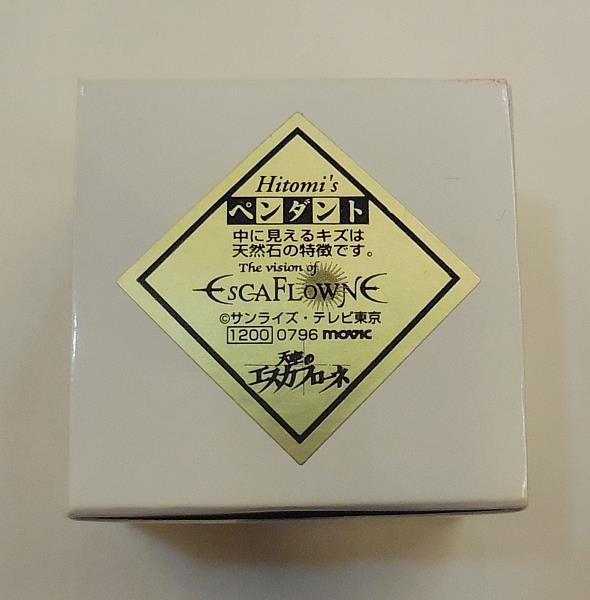 Hitomi's
ペンダント
中に見えるキズは
天然石の特徴です。
The vision of
ESCAFLOWNE
©サンライズ・テレビ東京
1200 0796 movic
天空の
エスカフローネ